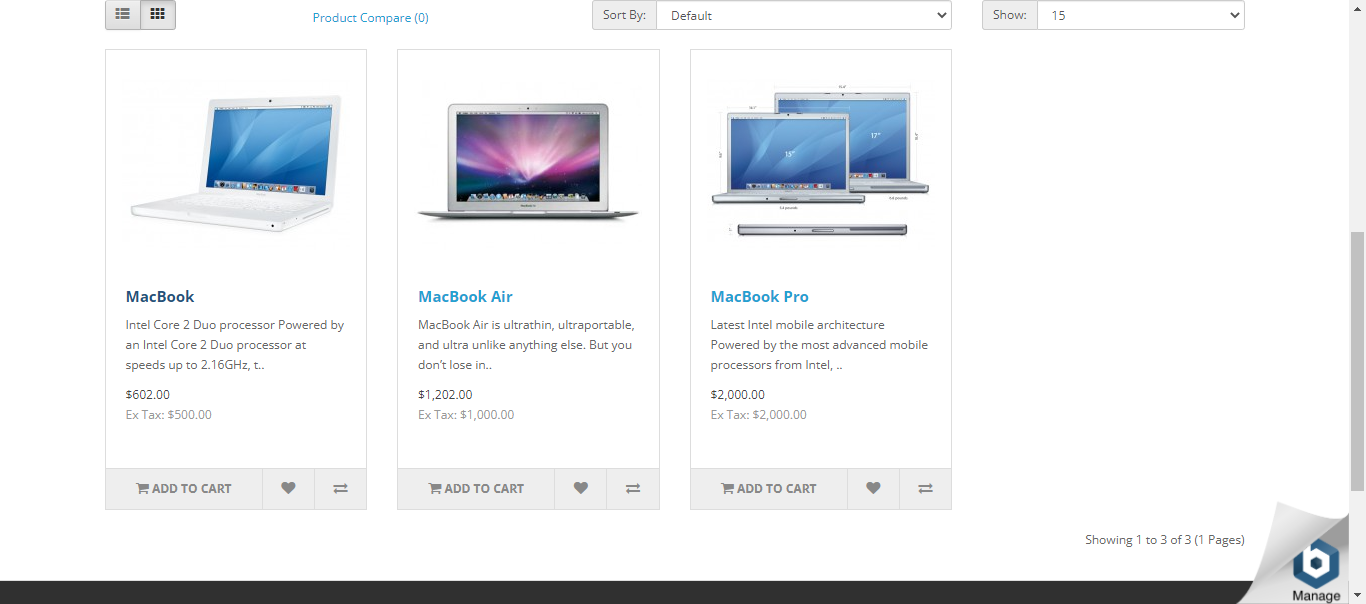 Product Compare (0)
Sort By:
Default
Show:
15
15"
17"
MacBook
Intel Core 2 Duo processor Powered by
an Intel Core 2 Duo processor at
speeds up to 2.16GHz, t..
$602.00
Ex Tax: $500.00
ADD TO CART
MacBook Air
MacBook Air is ultrathin, ultraportable,
and ultra unlike anything else. But you
don't lose in..
$1,202.00
Ex Tax: $1,000.00
ADD TO CART
MacBook Pro
Latest Intel mobile architecture
Powered by the most advanced mobile
processors from Intel, ..
$2,000.00
Ex Tax: $2,000.00
ADD TO CART
Showing 1 to 3 of 3 (1 Pages)
b
Manage